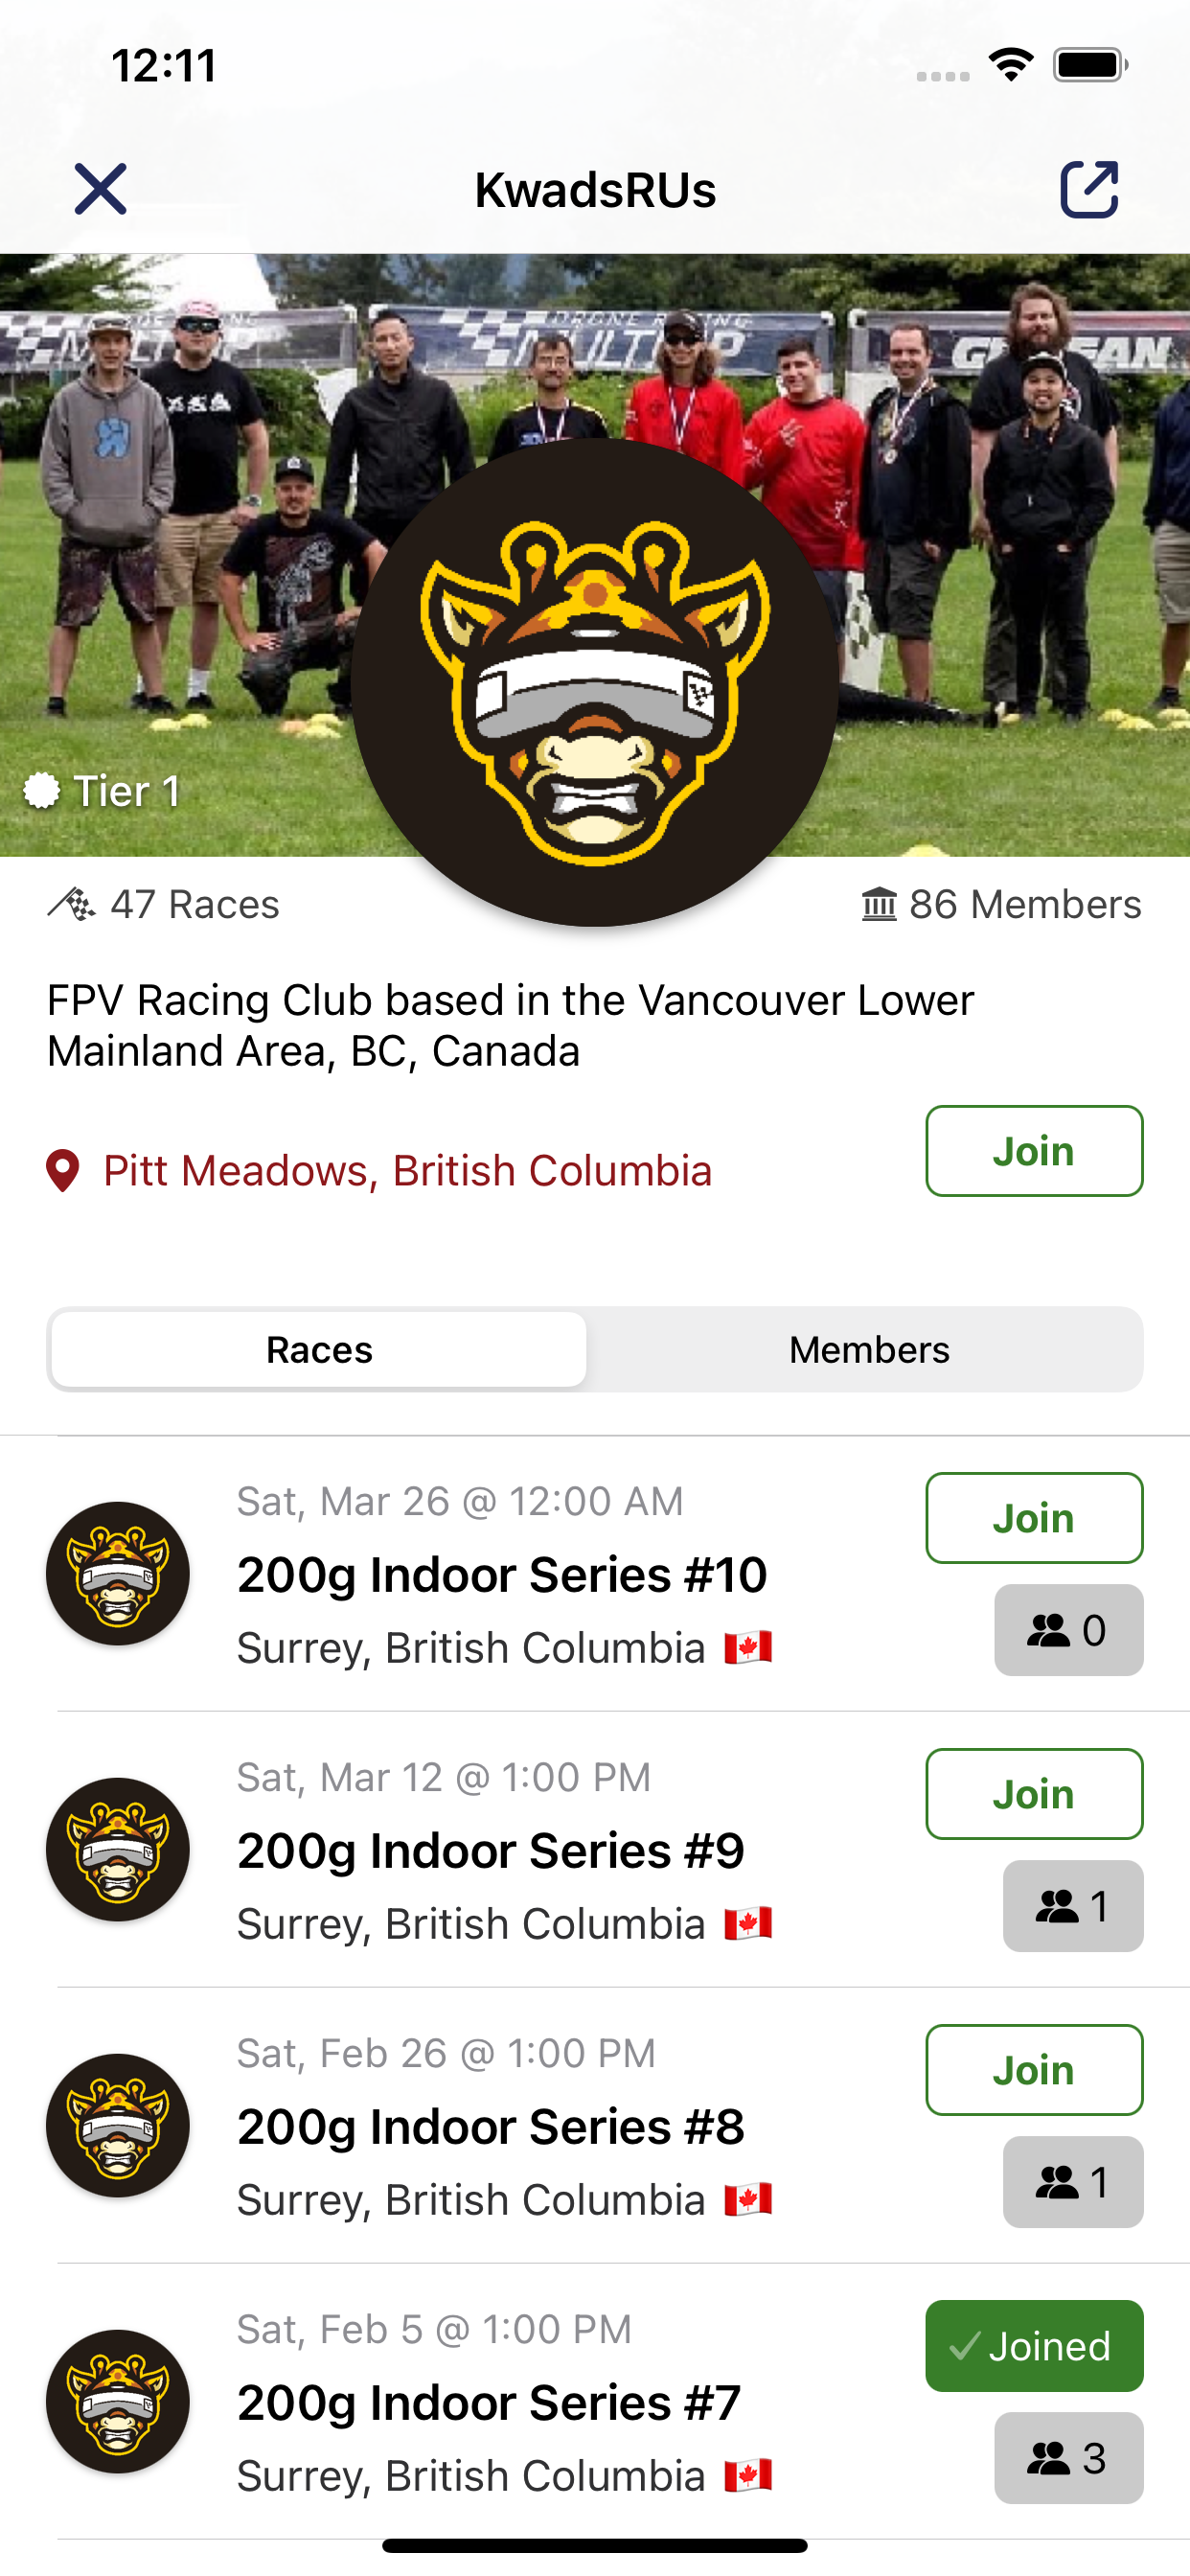 12:11
KwadsRUs
DRONE RACING
MULTIGP
Tier 1
47 Races
86 Members
FPV Racing Club based in the Vancouver Lower
Mainland Area, BC, Canada
Pitt Meadows, British Columbia
Join
Races
Members
Sat, Mar 26 @ 12:00 AM
Join
200g Indoor Series #10
0
Surrey, British Columbia 🇨🇦
Sat, Mar 12 @ 1:00 PM
Join
200g Indoor Series #9
1
Surrey, British Columbia 🇨🇦
Sat, Feb 26 @ 1:00 PM
Join
200g Indoor Series #8
1
Surrey, British Columbia 🇨🇦
Sat, Feb 5 @ 1:00 PM
✓ Joined
200g Indoor Series #7
3
Surrey, British Columbia 🇨🇦